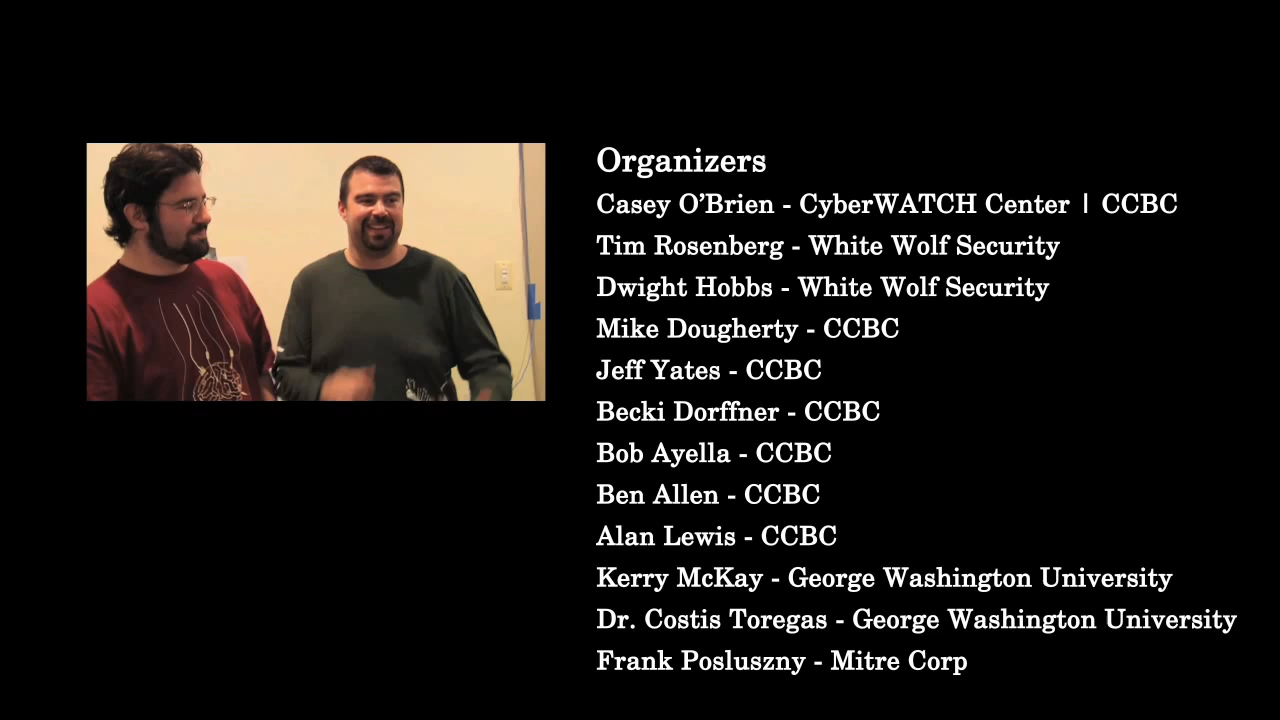 Organizers
Casey O’Brien - CyberWATCH Center | CCBC
Tim Rosenberg - White Wolf Security
Dwight Hobbs - White Wolf Security
Mike Dougherty - CCBC
Jeff Yates - CCBC
Becki Dorffner - CCBC
Bob Ayella - CCBC
Ben Allen - CCBC
Alan Lewis - CCBC
Kerry McKay - George Washington University
Dr. Costis Toregas - George Washington University
Frank Posluszny - Mitre Corp